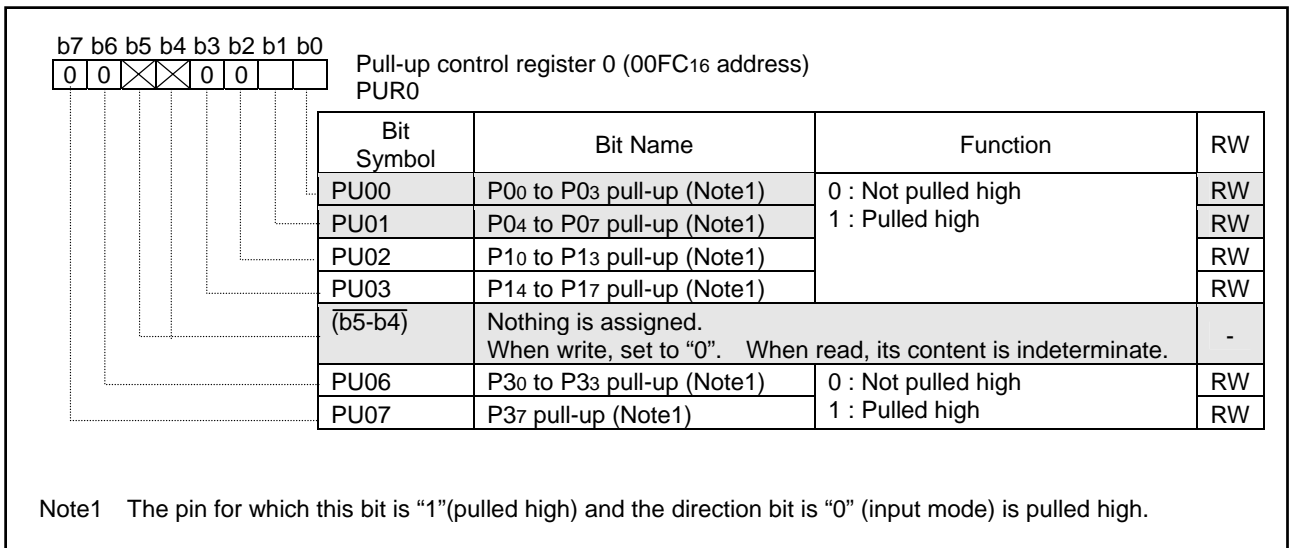 b7 b6 b5 b4 b3 b2 b1 b0
0 0 0 0
Pull-up control register 0 (00FC16 address)
PUR0
Bit Symbol Bit Name Function RW
PU00 P00 to P03 pull-up (Note1) 0 : Not pulled high RW
PU01 P04 to P07 pull-up (Note1) 1 : Pulled high RW
PU02 P10 to P13 pull-up (Note1) RW
PU03 P14 to P17 pull-up (Note1) RW
(b5-b4) Nothing is assigned. -
When write, set to “0”. When read, its content is indeterminate.
PU06 P30 to P33 pull-up (Note1) 0 : Not pulled high RW
PU07 P37 pull-up (Note1) 1 : Pulled high RW
Note1 The pin for which this bit is “1”(pulled high) and the direction bit is “0” (input mode) is pulled high.